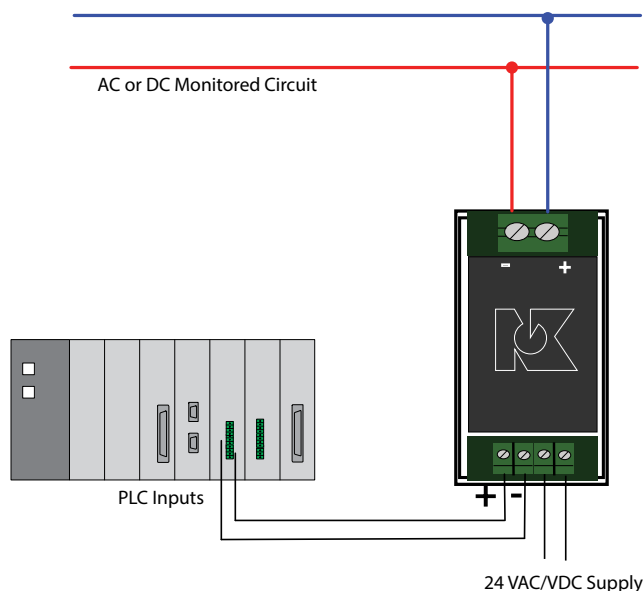 AC or DC Monitored Circuit
- +
PLC Inputs
+ -
24 VAC/VDC Supply